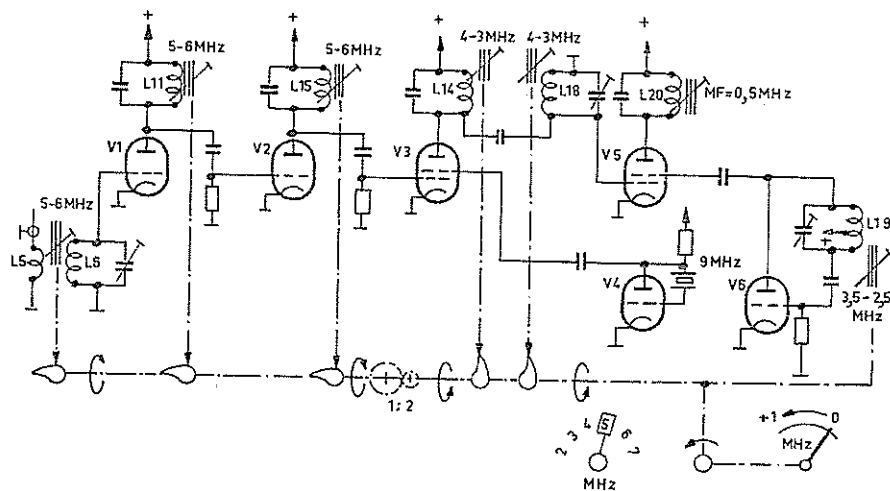 +
+
+
+
5-6MHz
5-6MHz
4-3MHz
4-3MHz
L11
L15
L14
L18
L20
MF=0,5MHz
V1
V2
V3
V5
5-6MHz
L5
L6
L19
+
9MHz
V4
V6
3,5-2,5
MHz
1:2
2 3 4 5 6 7
MHz
+1 0
MHz